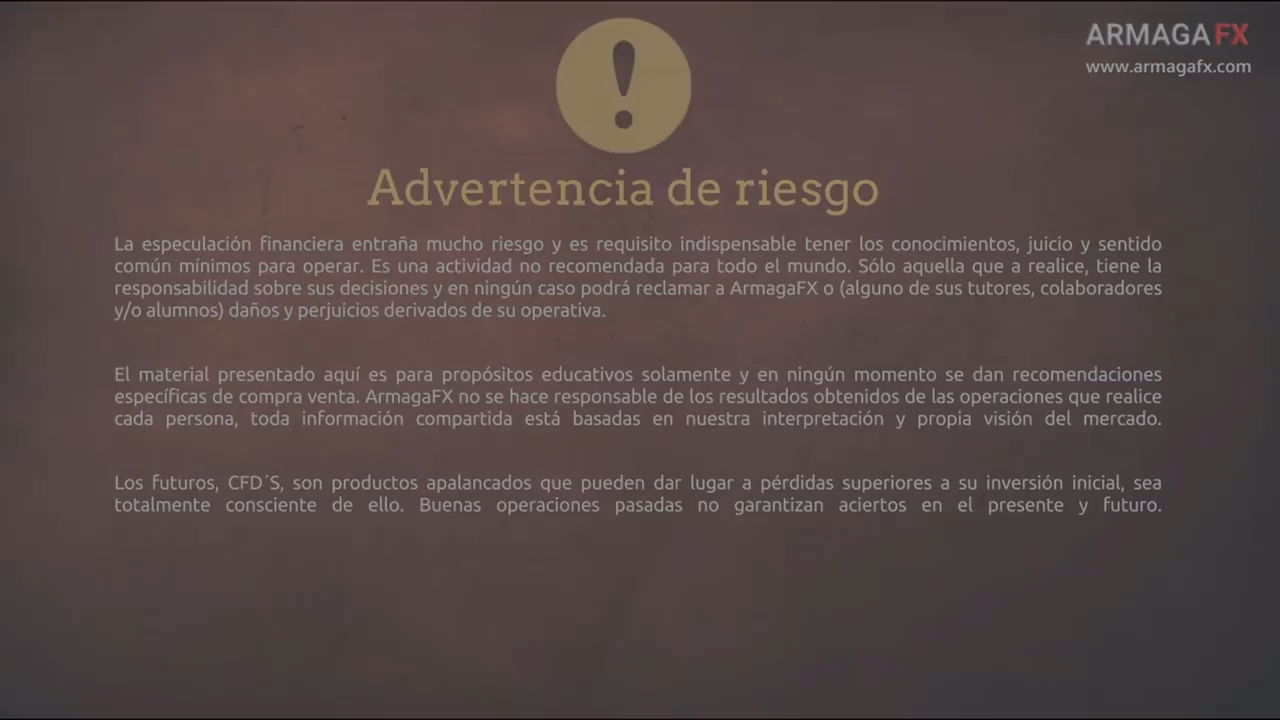 ARMAGAFX
www.armagafx.com
!
Advertencia de riesgo
La especulación financiera entraña mucho riesgo y es requisito indispensable tener los conocimientos, juicio y sentido
común mínimos para operar. Es una actividad no recomendada para todo el mundo. Sólo aquella que a realice, tiene la
responsabilidad sobre sus decisiones y en ningún caso podrá reclamar a ArmagaFX o (alguno de sus tutores, colaboradores
y/o alumnos) daños y perjuicios derivados de su operativa.
El material presentado aquí es para propósitos educativos solamente y en ningún momento se dan recomendaciones
específicas de compra venta. ArmagaFX no se hace responsable de los resultados obtenidos de las operaciones que realice
cada persona, toda información compartida está basadas en nuestra interpretación y propia visión del mercado.
Los futuros, CFD´S, son productos apalancados que pueden dar lugar a pérdidas superiores a su inversión inicial, sea
totalmente consciente de ello. Buenas operaciones pasadas no garantizan aciertos en el presente y futuro.